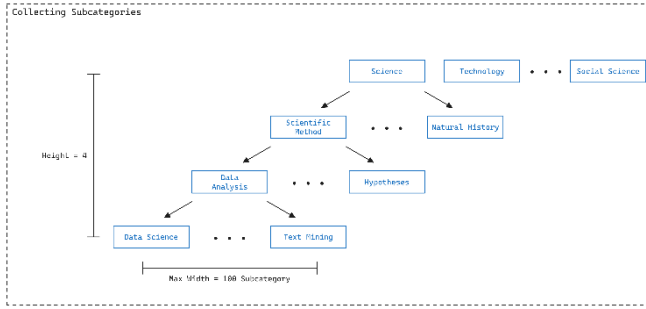 Collecting Subcategories
Science
Technology
Social Science
Scientific
Method
Natural History
Height = 4
Data
Analysis
Hypotheses
Data Science
Text Mining
Max Width = 100 Subcategory